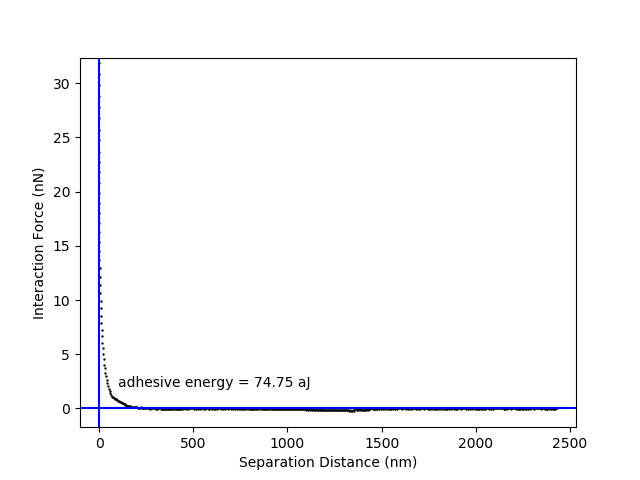 30
25
20
15
10
5
0
Interaction Force (nN)
adhesive energy = 74.75 aJ
0 500 1000 1500 2000 2500
Separation Distance (nm)